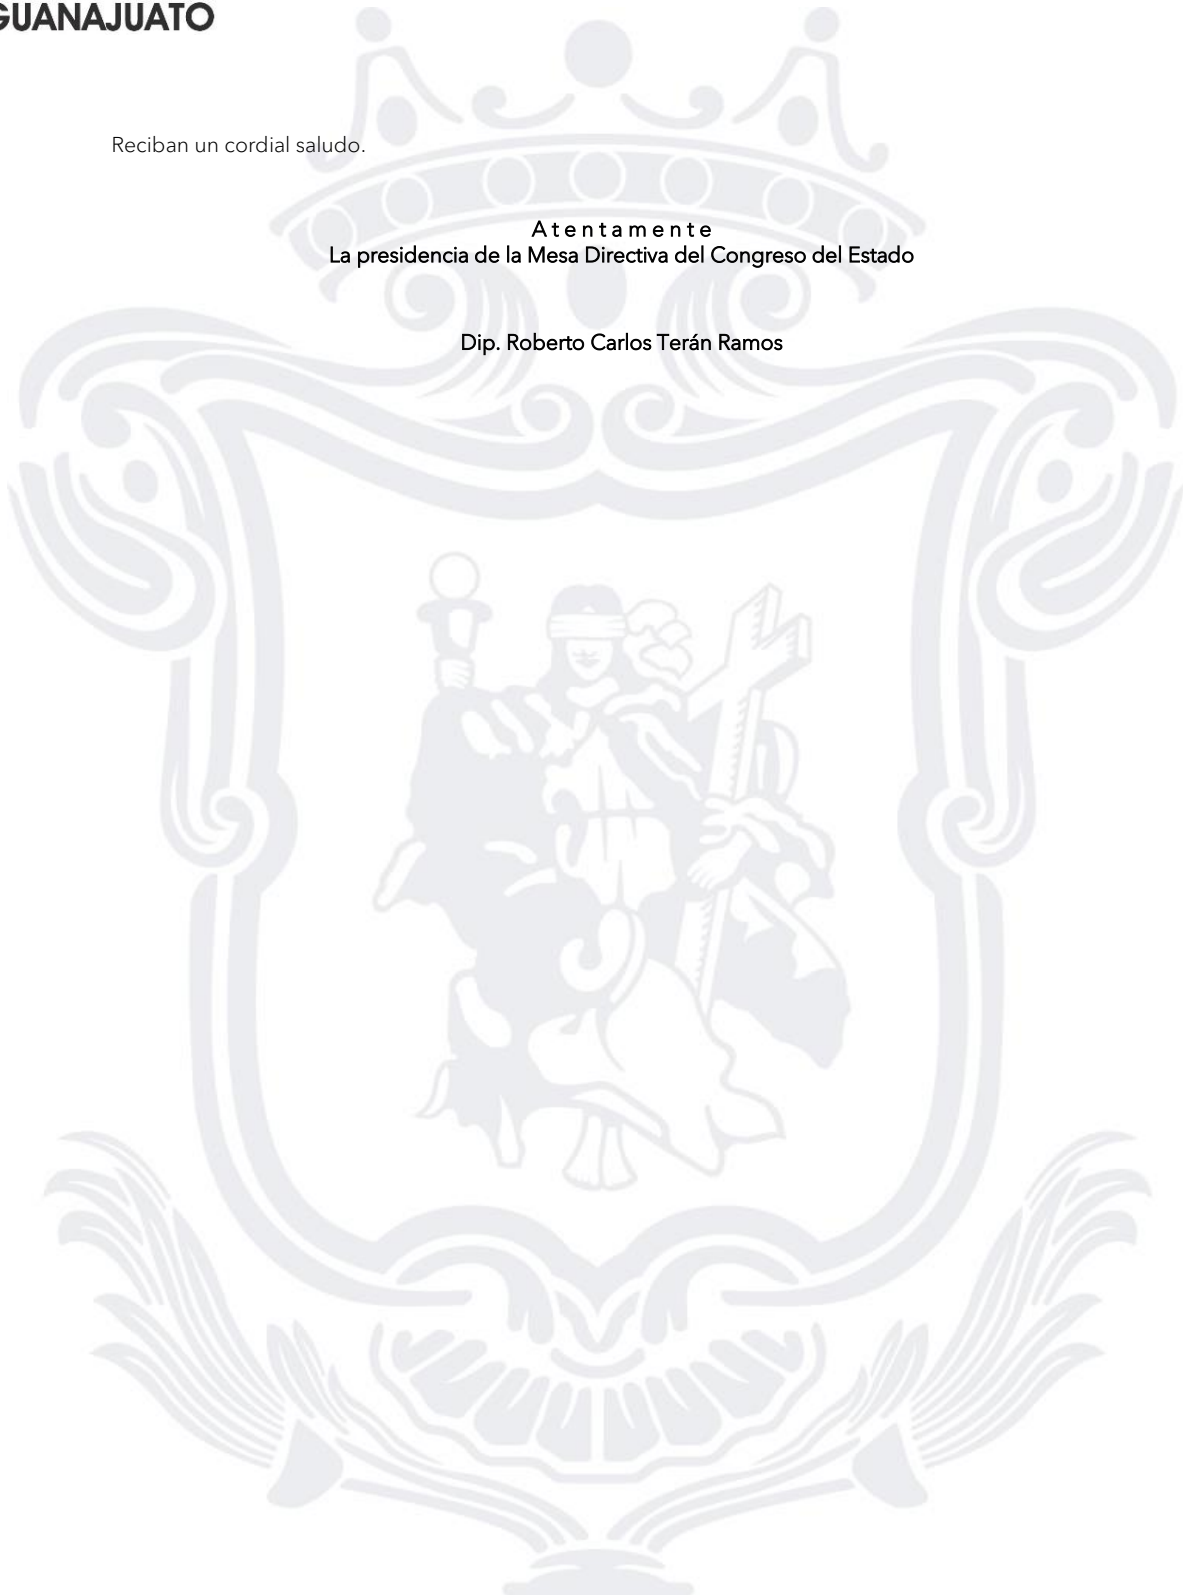 GUANAJUATO
Reciban un cordial saludo.
A t e n t a m e n t e
La presidencia de la Mesa Directiva del Congreso del Estado
Dip. Roberto Carlos Terán Ramos